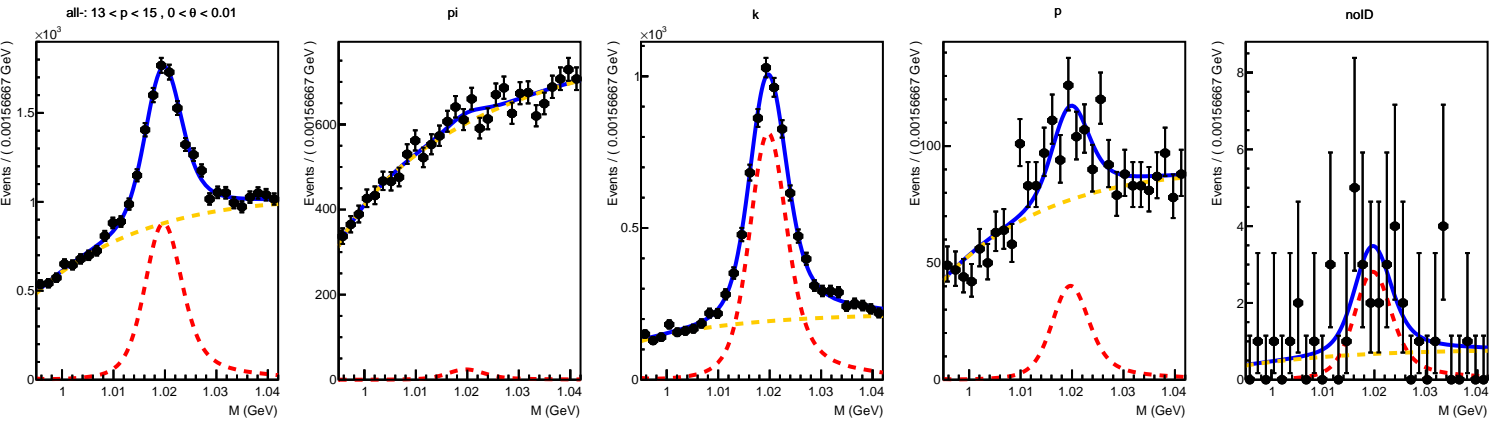 all-: 13 < p < 15 , 0 < θ < 0.01
×10³
Events / ( 0.00156667 GeV )
1.5
1
0.5
0
1 1.01 1.02 1.03 1.04
M (GeV)
pi
Events / ( 0.00156667 GeV )
600
400
200
0
1 1.01 1.02 1.03 1.04
M (GeV)
k
×10³
Events / ( 0.00156667 GeV )
1
0.5
0
1 1.01 1.02 1.03 1.04
M (GeV)
p
Events / ( 0.00156667 GeV )
100
50
0
1 1.01 1.02 1.03 1.04
M (GeV)
noID
Events / ( 0.00156667 GeV )
8
6
4
2
0
1 1.01 1.02 1.03 1.04
M (GeV)